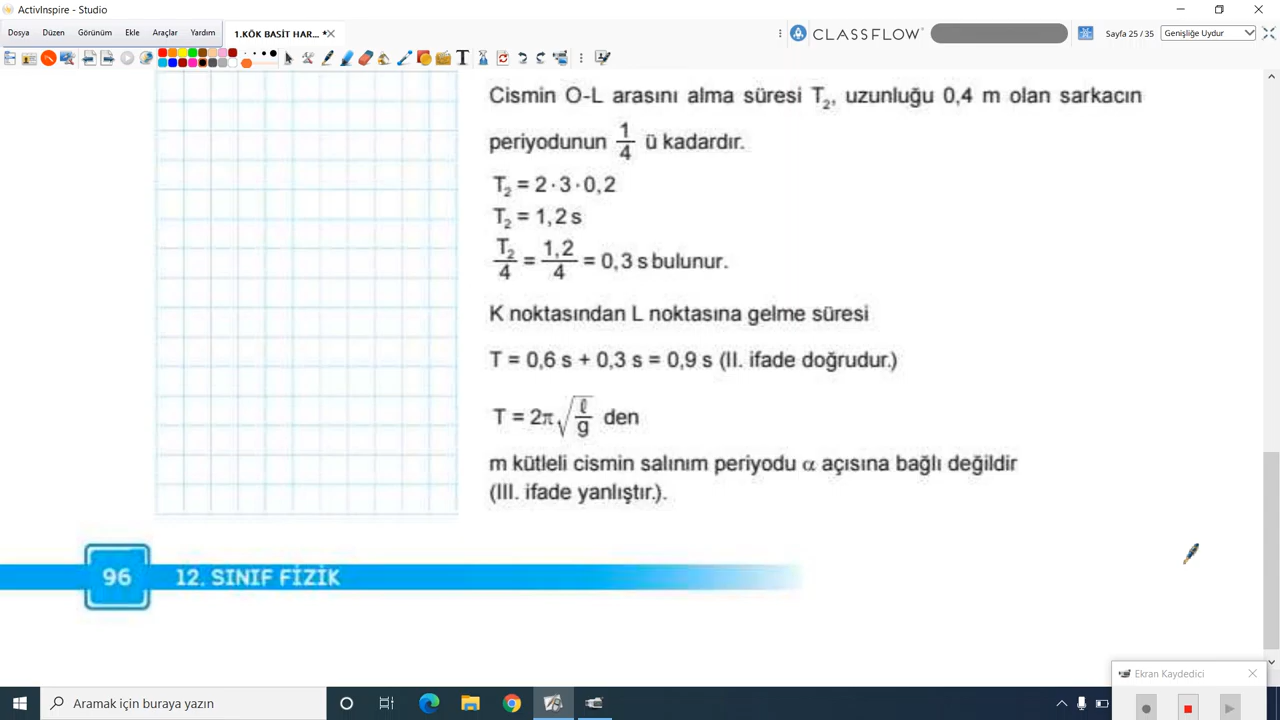 ActivInspire - Studio
Dosya Düzen Görünüm Ekle Araçlar Yardım
1.KÖK BASİT HAR... *
CLASSFLOW
Sayfa 25 / 35
Genişliğe Uydur
Cismin O-L arasını alma süresi T₂, uzunluğu 0,4 m olan sarkacın
periyodunun 1/4 ü kadardır.
T₂ = 2 · 3 · 0,2
T₂ = 1,2 s
T₂/4 = 1,2/4 = 0,3 s bulunur.
K noktasından L noktasına gelme süresi
T = 0,6 s + 0,3 s = 0,9 s (II. ifade doğrudur.)
T = 2π√(ℓ/g) den
m kütleli cismin salınım periyodu α açısına bağlı değildir
(III. ifade yanlıştır.).
96 12. SINIF FİZİK
Ekran Kaydedici
Aramak için buraya yazın